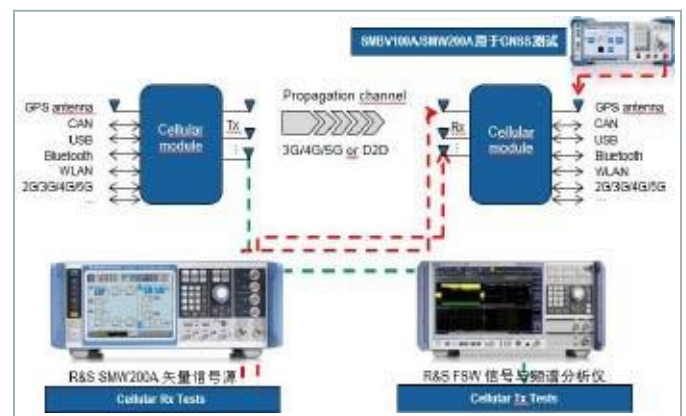 SMBV100A/SMW200A用于GNSS测试
GPS antenna
CAN
USB
Bluetooth
WLAN
2G/3G/4G/5G
...
Cellular
module
Tx
Propagation channel
3G/4G/5G or D2D
Rx
Cellular
module
GPS antenna
CAN
USB
Bluetooth
WLAN
2G/3G/4G/5G
...
R&S SMW200A 矢量信号源
Cellular Rx Tests
R&S FSW 信号与频谱分析仪
Cellular Tx Tests